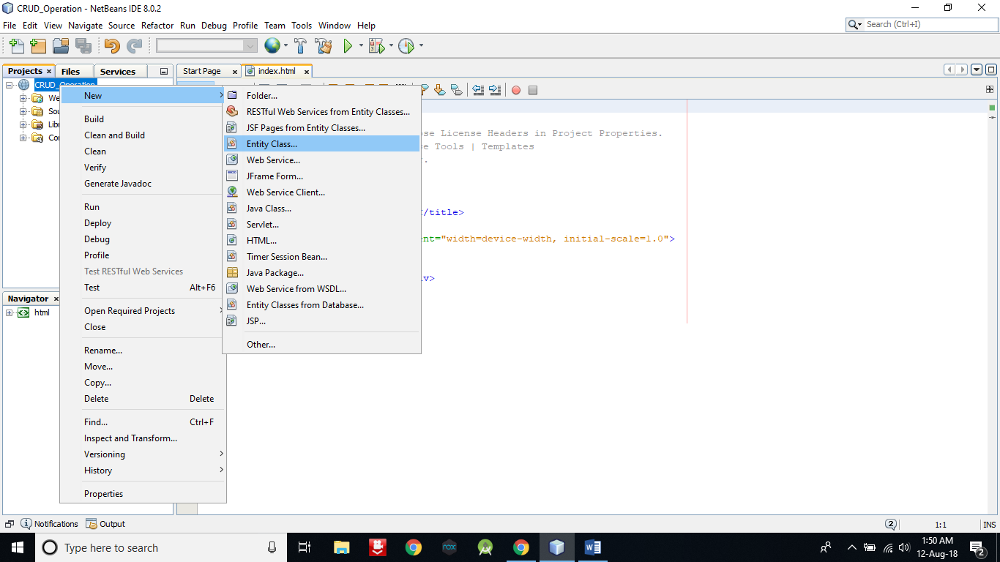 CRUD_Operation - NetBeans IDE 8.0.2
File Edit View Navigate Source Refactor Run Debug Profile Team Tools Window Help
Search (Ctrl+I)
Projects Files Services
Start Page index.html
CRUD_Operation
We
Sou
Libr
Cor
New
Build
Clean and Build
Clean
Verify
Generate Javadoc
Run
Deploy
Debug
Profile
Test RESTful Web Services
Test Alt+F6
Open Required Projects
Close
Rename...
Move...
Copy...
Delete Delete
Find... Ctrl+F
Inspect and Transform...
Versioning
History
Properties
Folder...
RESTful Web Services from Entity Classes...
JSF Pages from Entity Classes...
Entity Class...
Web Service...
JFrame Form...
Web Service Client...
Java Class...
Servlet...
HTML...
Timer Session Bean...
Java Package...
Web Service from WSDL...
Entity Classes from Database...
JSP...
Other...
ose License Headers in Project Properties.
e Tools | Templates
.
/title>
nt="width=device-width, initial-scale=1.0">
v>
Navigator
html
Notifications Output
2
1:1 INS
Type here to search
nox
1:50 AM
12-Aug-18
2